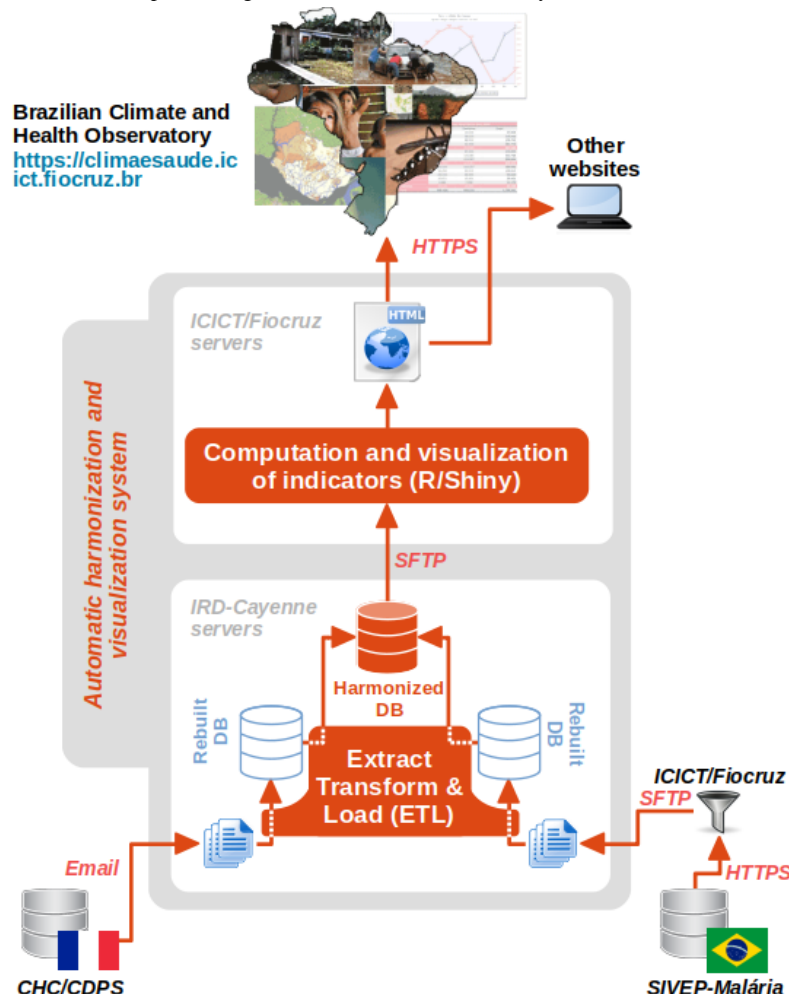 Brazilian Climate and
Health Observatory
https://climaesaude.ic
ict.fiocruz.br
Other
websites
HTTPS
ICICT/Fiocruz
servers
HTML
Automatic harmonization and
visualization system
Computation and visualization
of indicators (R/Shiny)
SFTP
IRD-Cayenne
servers
Harmonized
DB
Rebuilt
DB
Rebuilt
DB
Extract
Transform &
Load (ETL)
ICICT/Fiocruz
SFTP
Email
HTTPS
CHC/CDPS
SIVEP-Malária